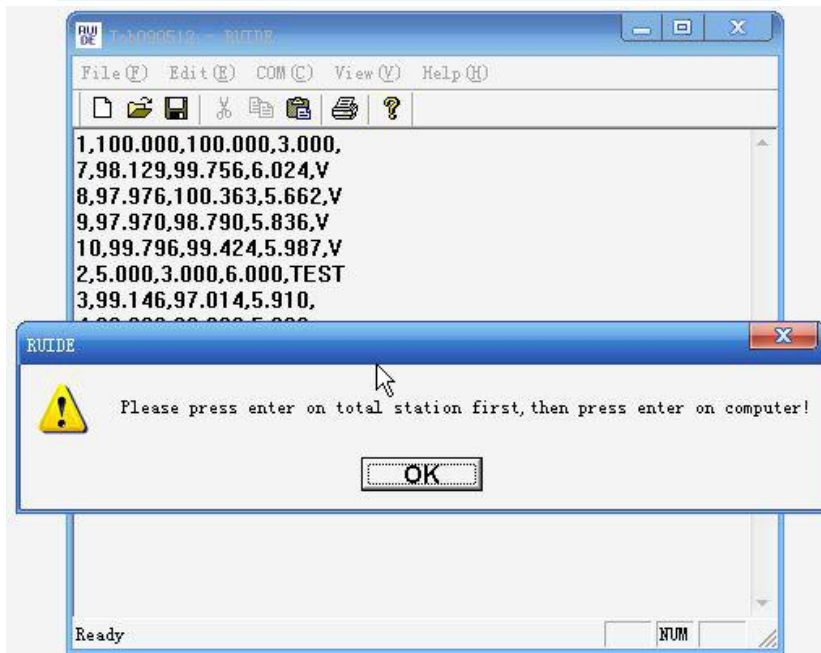 RUIDE
File(F) Edit(E) COM(C) View(V) Help(H)
1,100.000,100.000,3.000,
7,98.129,99.756,6.024,V
8,97.976,100.363,5.662,V
9,97.970,98.790,5.836,V
10,99.796,99.424,5.987,V
2,5.000,3.000,6.000,TEST
3,99.146,97.014,5.910,
RUIDE
Please press enter on total station first,then press enter on computer!
OK
Ready
NUM